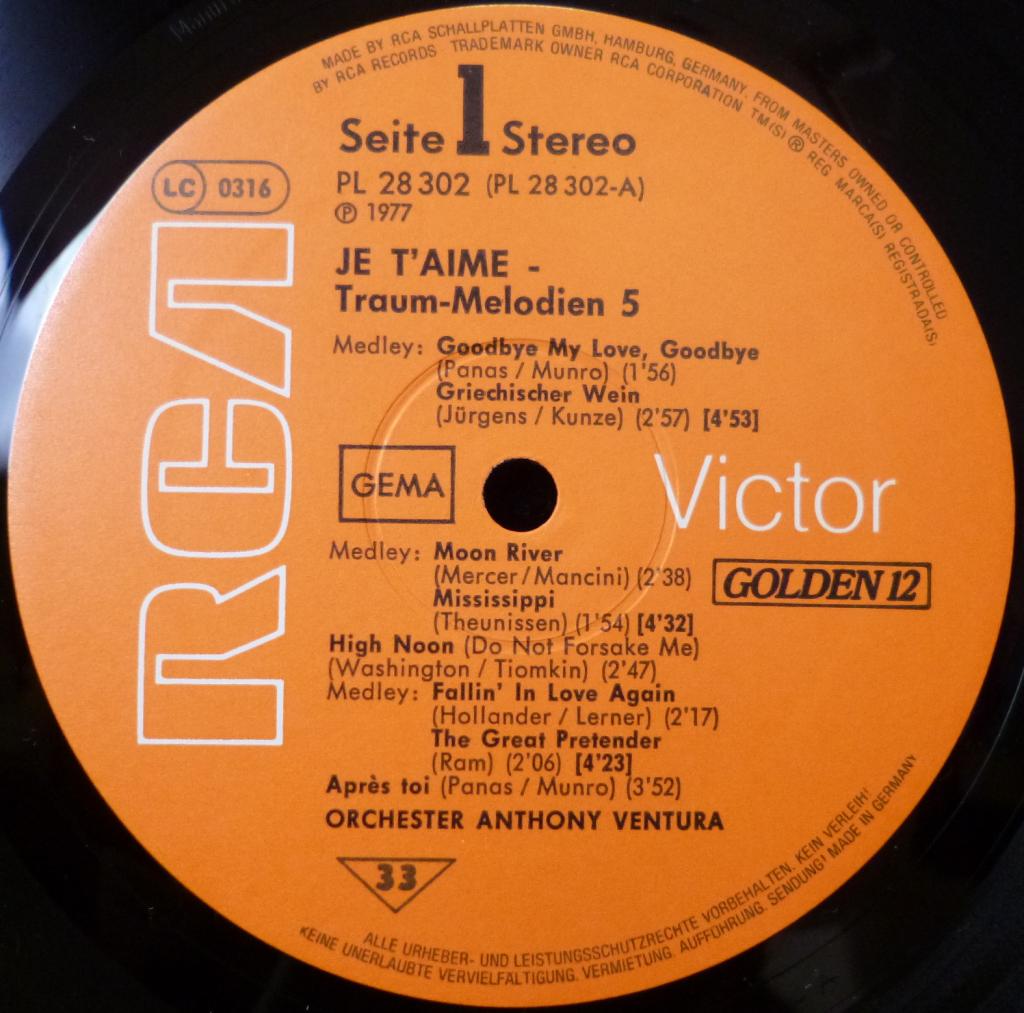 MADE BY RCA SCHALLPLATTEN GMBH, HAMBURG, GERMANY, FROM MASTERS OWNED OR CONTROLLED
BY RCA RECORDS TRADEMARK OWNER RCA CORPORATION TM(S) ® REG MARCA(S) REGISTRADA(S)
Seite 1 Stereo
LC 0316
PL 28 302 (PL 28 302-A)
℗ 1977
RCA
JE T'AIME -
Traum-Melodien 5
Medley: Goodbye My Love, Goodbye
(Panas / Munro) (1'56)
Griechischer Wein
(Jürgens / Kunze) (2'57) [4'53]
GEMA
Victor
GOLDEN 12
Medley: Moon River
(Mercer / Mancini) (2'38)
Mississippi
(Theunissen) (1'54) [4'32]
High Noon (Do Not Forsake Me)
(Washington / Tiomkin) (2'47)
Medley: Fallin' In Love Again
(Hollander / Lerner) (2'17)
The Great Pretender
(Ram) (2'06) [4'23]
Après toi (Panas / Munro) (3'52)
ORCHESTER ANTHONY VENTURA
33
ALLE URHEBER- UND LEISTUNGSSCHUTZRECHTE VORBEHALTEN. KEIN VERLEIH!
KEINE UNERLAUBTE VERVIELFÄLTIGUNG. VERMIETUNG. AUFFÜHRUNG. SENDUNG! MADE IN GERMANY